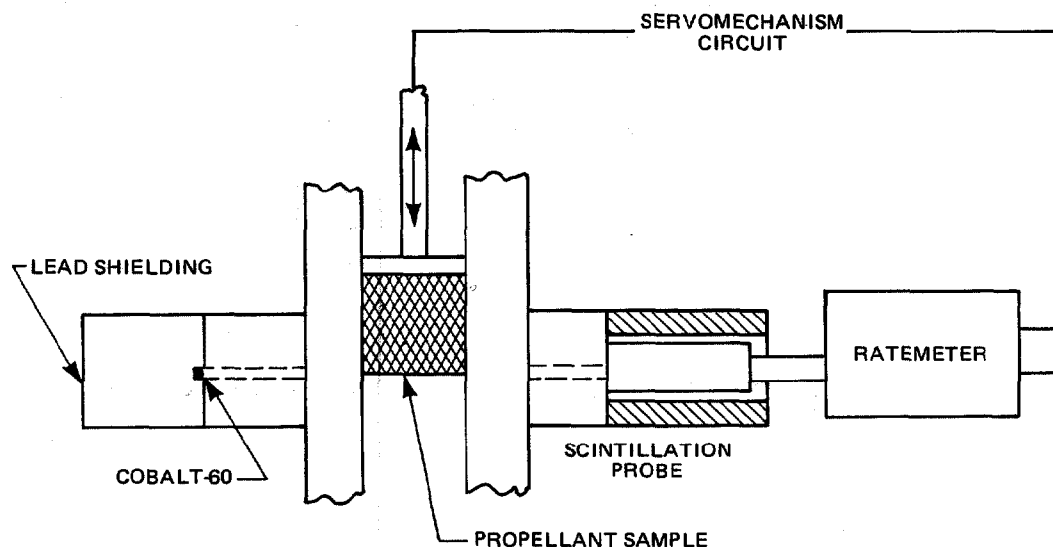 SERVOMECHANISM
CIRCUIT
LEAD SHIELDING
RATEMETER
SCINTILLATION
PROBE
COBALT-60
PROPELLANT SAMPLE